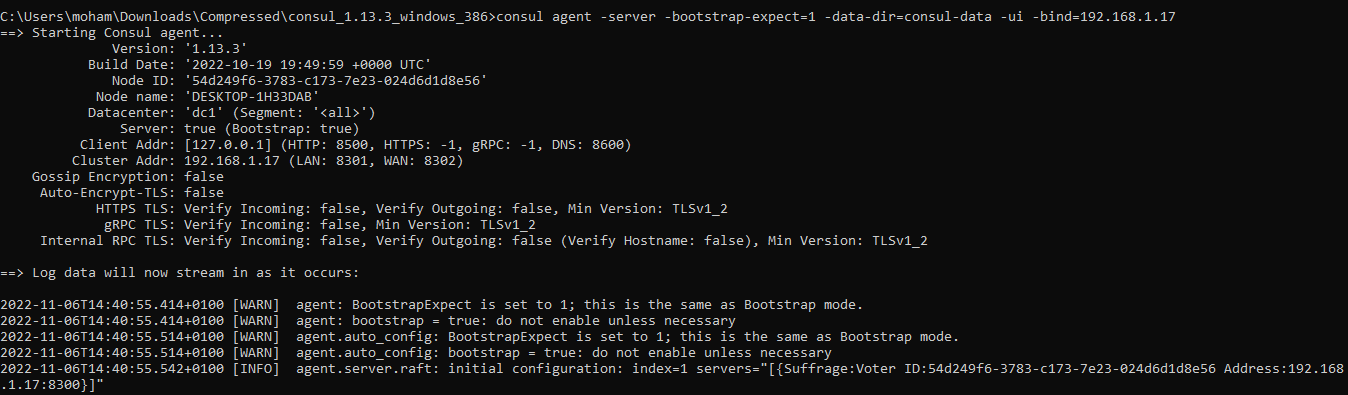 C:\Users\moham\Downloads\Compressed\consul_1.13.3_windows_386>consul agent -server -bootstrap-expect=1 -data-dir=consul-data -ui -bind=192.168.1.17
==> Starting Consul agent...
Version: '1.13.3'
Build Date: '2022-10-19 19:49:59 +0000 UTC'
Node ID: '54d249f6-3783-c173-7e23-024d6d1d8e56'
Node name: 'DESKTOP-1H33DAB'
Datacenter: 'dc1' (Segment: '<all>')
Server: true (Bootstrap: true)
Client Addr: [127.0.0.1] (HTTP: 8500, HTTPS: -1, gRPC: -1, DNS: 8600)
Cluster Addr: 192.168.1.17 (LAN: 8301, WAN: 8302)
Gossip Encryption: false
Auto-Encrypt-TLS: false
HTTPS TLS: Verify Incoming: false, Verify Outgoing: false, Min Version: TLSv1_2
gRPC TLS: Verify Incoming: false, Min Version: TLSv1_2
Internal RPC TLS: Verify Incoming: false, Verify Outgoing: false (Verify Hostname: false), Min Version: TLSv1_2
==> Log data will now stream in as it occurs:
2022-11-06T14:40:55.414+0100 [WARN]  agent: BootstrapExpect is set to 1; this is the same as Bootstrap mode.
2022-11-06T14:40:55.414+0100 [WARN]  agent: bootstrap = true: do not enable unless necessary
2022-11-06T14:40:55.514+0100 [WARN]  agent.auto_config: BootstrapExpect is set to 1; this is the same as Bootstrap mode.
2022-11-06T14:40:55.514+0100 [WARN]  agent.auto_config: bootstrap = true: do not enable unless necessary
2022-11-06T14:40:55.542+0100 [INFO]  agent.server.raft: initial configuration: index=1 servers="[{Suffrage:Voter ID:54d249f6-3783-c173-7e23-024d6d1d8e56 Address:192.168
.1.17:8300}]"